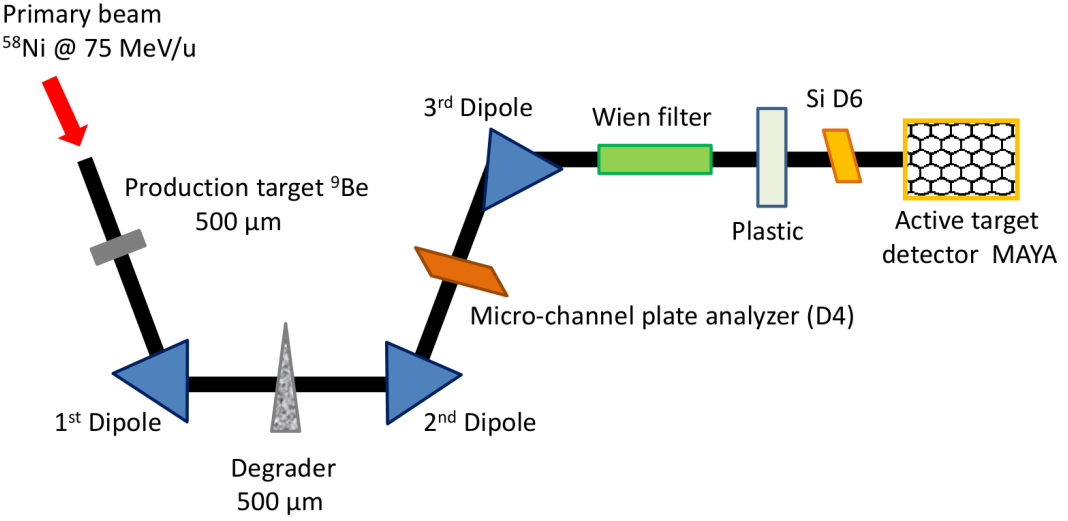 Primary beam
⁵⁸Ni @ 75 MeV/u
Si D6
3ʳᵈ Dipole
Wien filter
Production target ⁹Be
500 µm
Plastic
Active target
detector MAYA
Micro-channel plate analyzer (D4)
1ˢᵗ Dipole
2ⁿᵈ Dipole
Degrader
500 µm